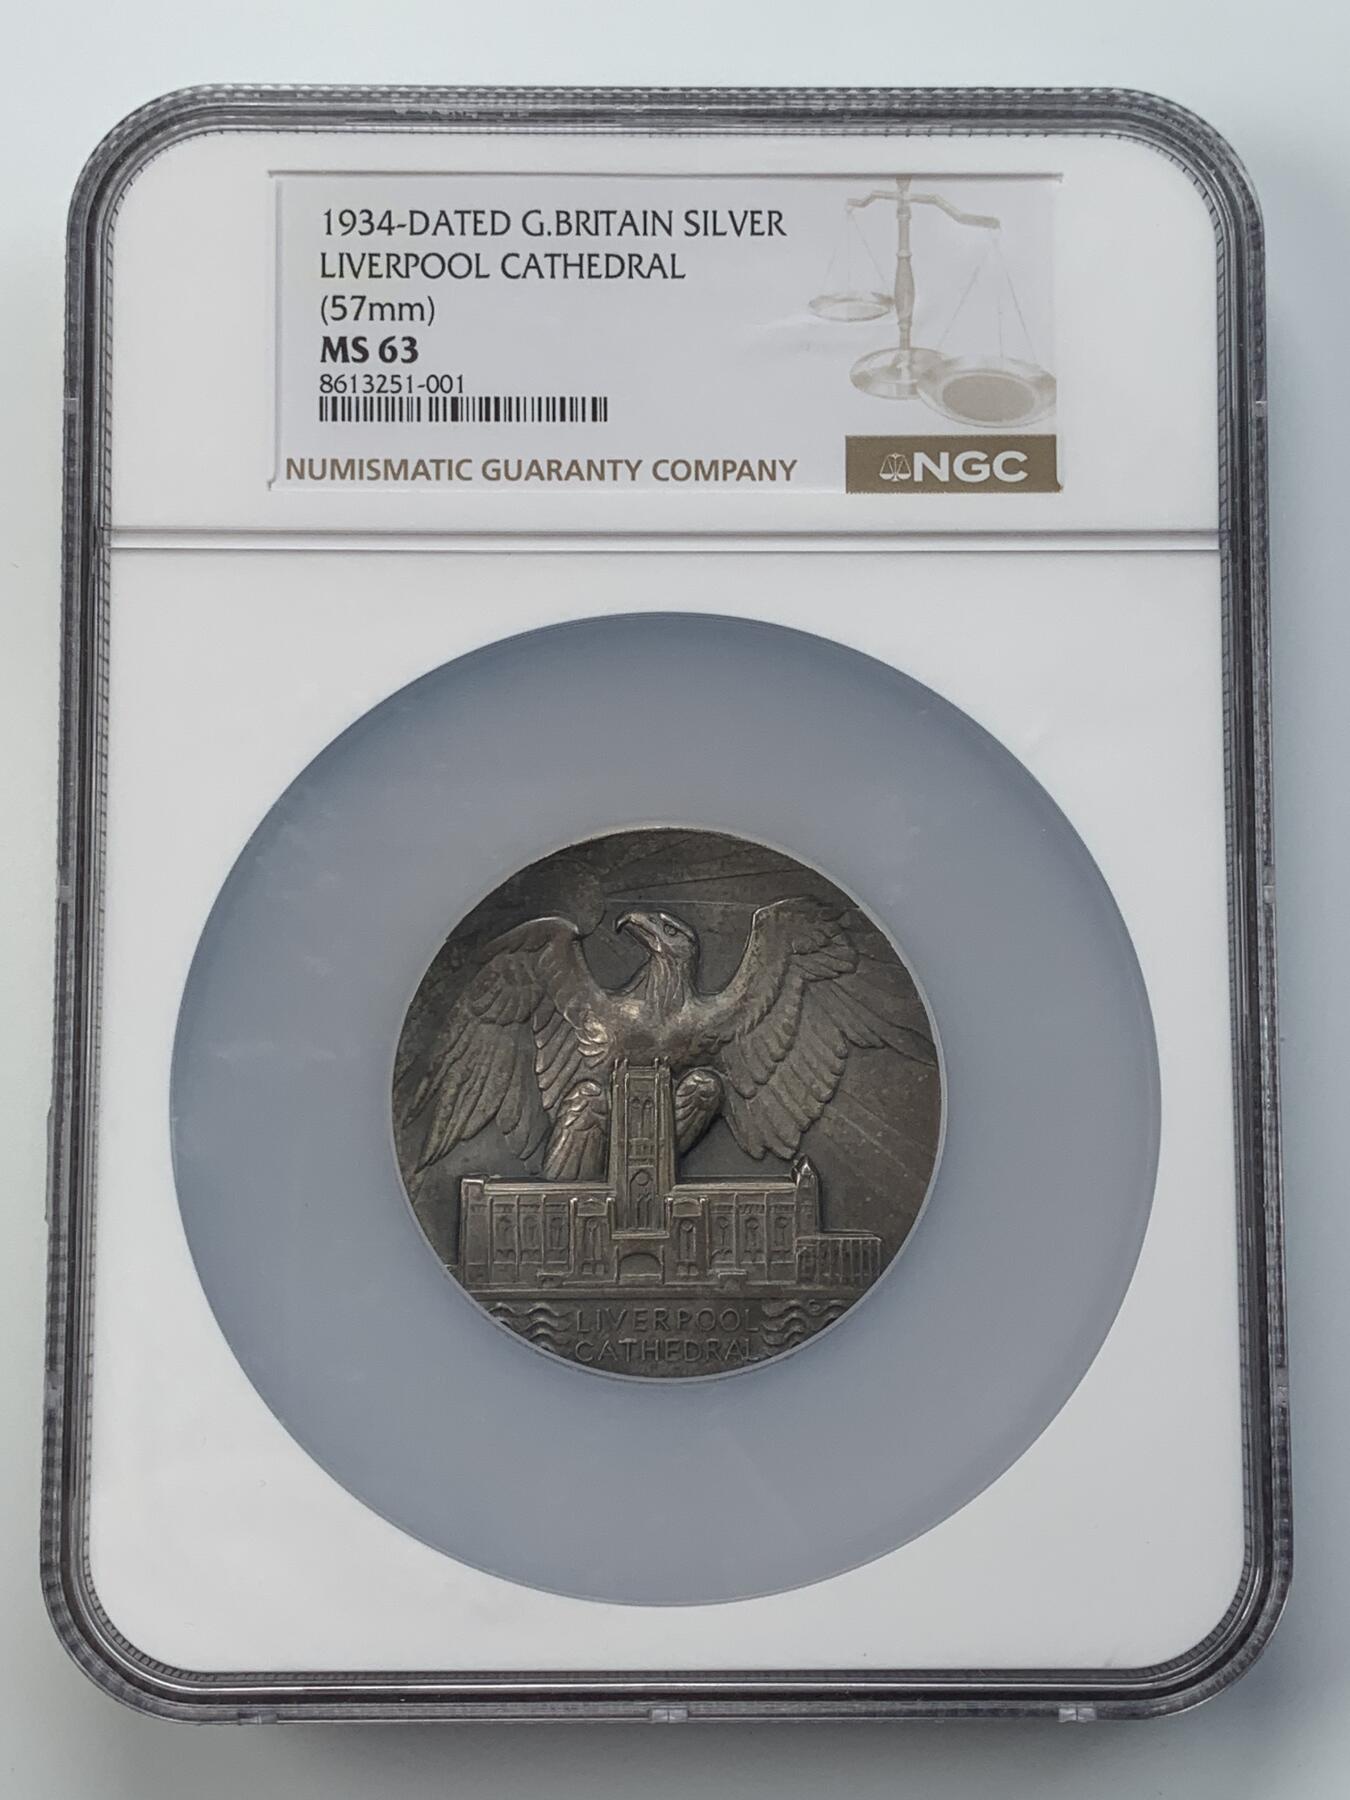 1934-DATED G.BRITAIN SILVER
LIVERPOOL CATHEDRAL
(57mm)
MS 63
8613251-001
NUMISMATIC GUARANTY COMPANY
NGC
LIVERPOOL
CATHEDRAL